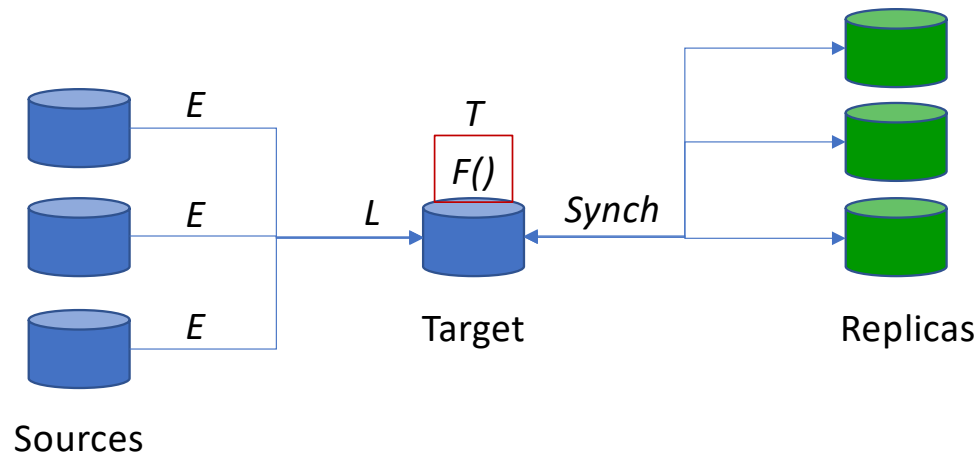 E
T
F()
E
L
Synch
E
Target
Replicas
Sources